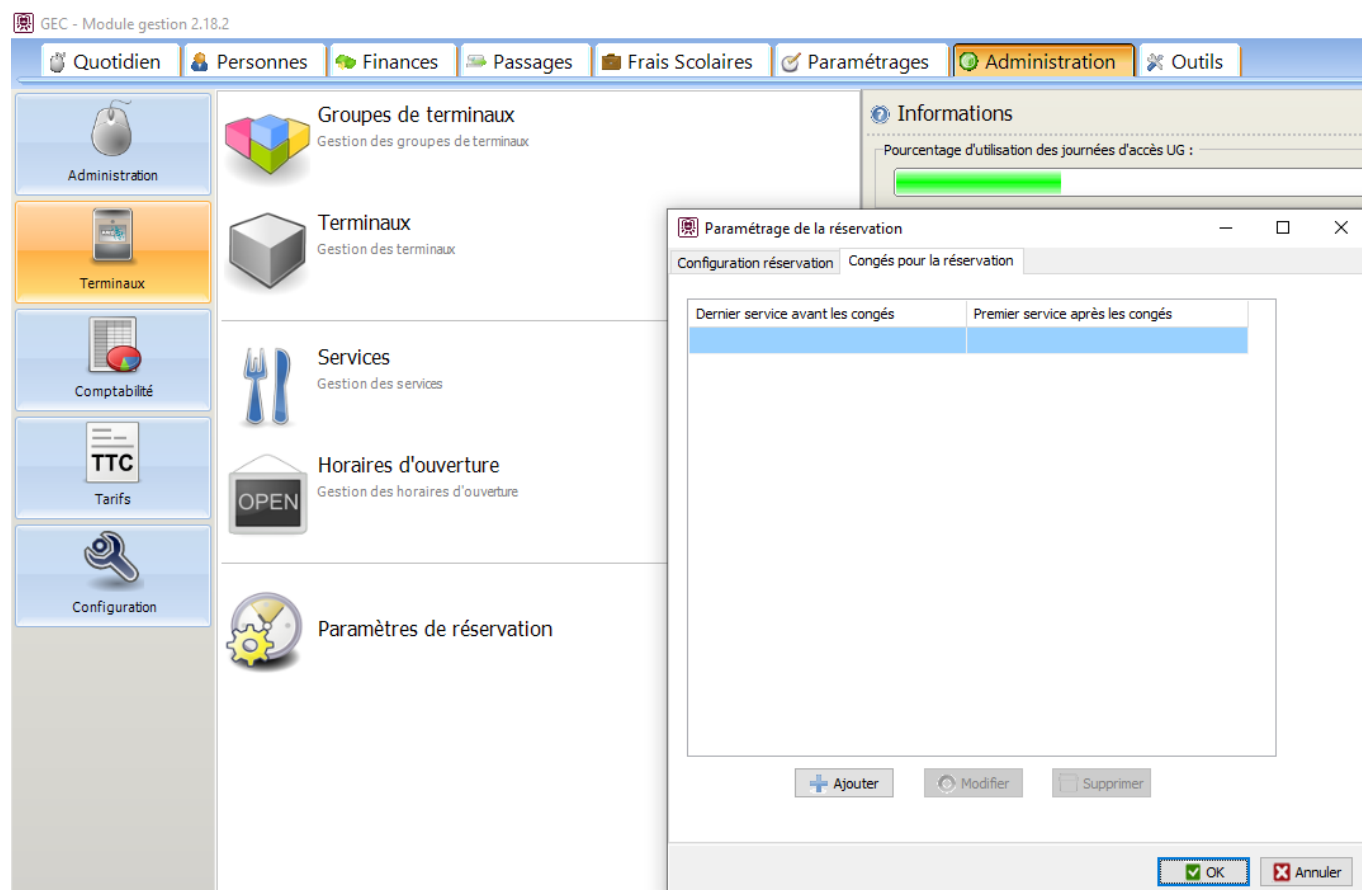 GEC - Module gestion 2.18.2
Quotidien Personnes Finances Passages Frais Scolaires Paramétrages Administration Outils
Administration
Terminaux
Comptabilité
TTC
Tarifs
Configuration
Groupes de terminaux
Gestion des groupes de terminaux
Terminaux
Gestion des terminaux
Services
Gestion des services
OPEN
Horaires d'ouverture
Gestion des horaires d'ouverture
Paramètres de réservation
Informations
Pourcentage d'utilisation des journées d'accès UG :
Paramétrage de la réservation
Configuration réservation Congés pour la réservation
Dernier service avant les congés Premier service après les congés
Ajouter Modifier Supprimer
OK Annuler